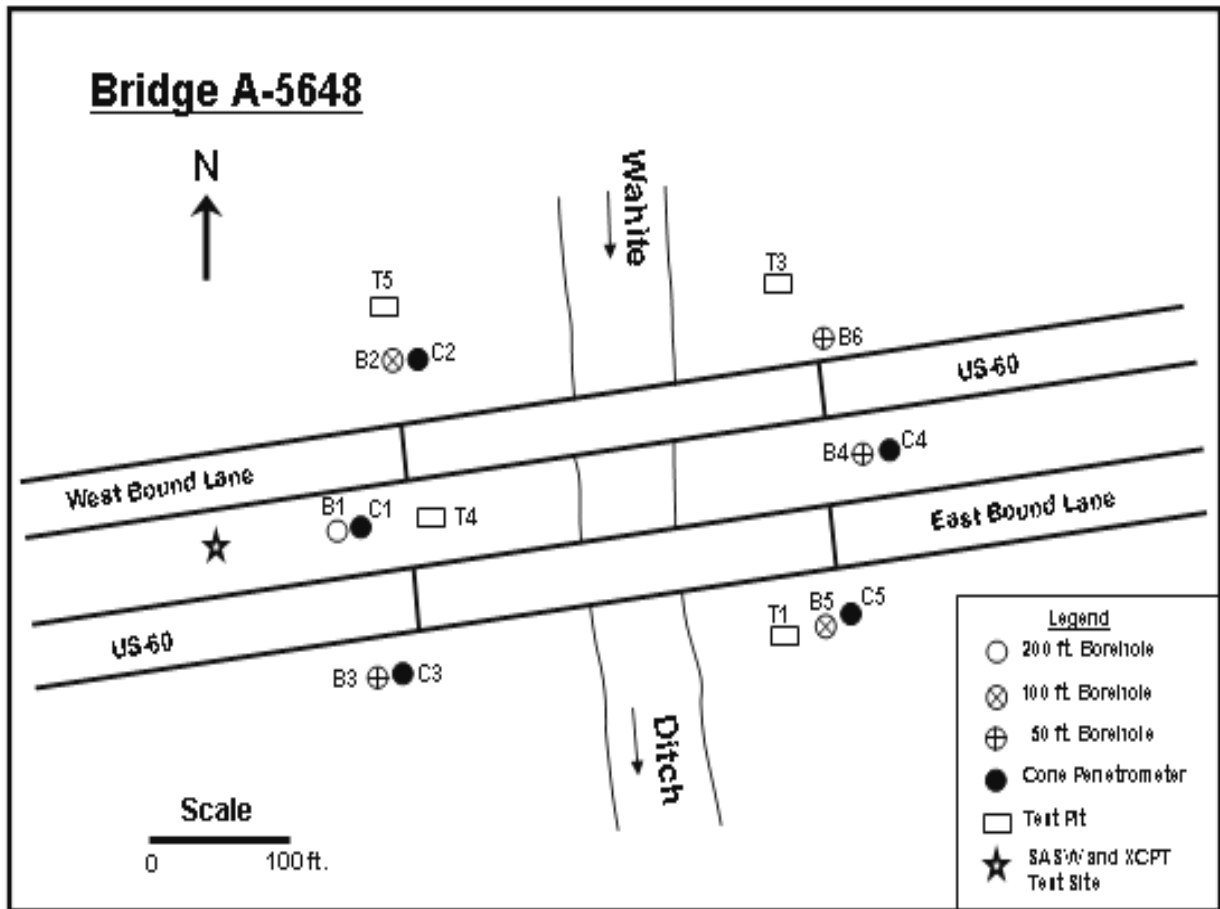 Bridge A-5648
N
Wahite
T5
T3
B2 C2
B6
US-60
West Bound Lane
B4 C4
B1 C1
T4
East Bound Lane
US-60
B3 C3
T1 B5 C5
Ditch
Scale
0 100 ft.
Legend
200 ft. Borehole
100 ft. Borehole
50 ft. Borehole
Cone Penetrometer
Test Pit
SASW and XCPT
Test Site